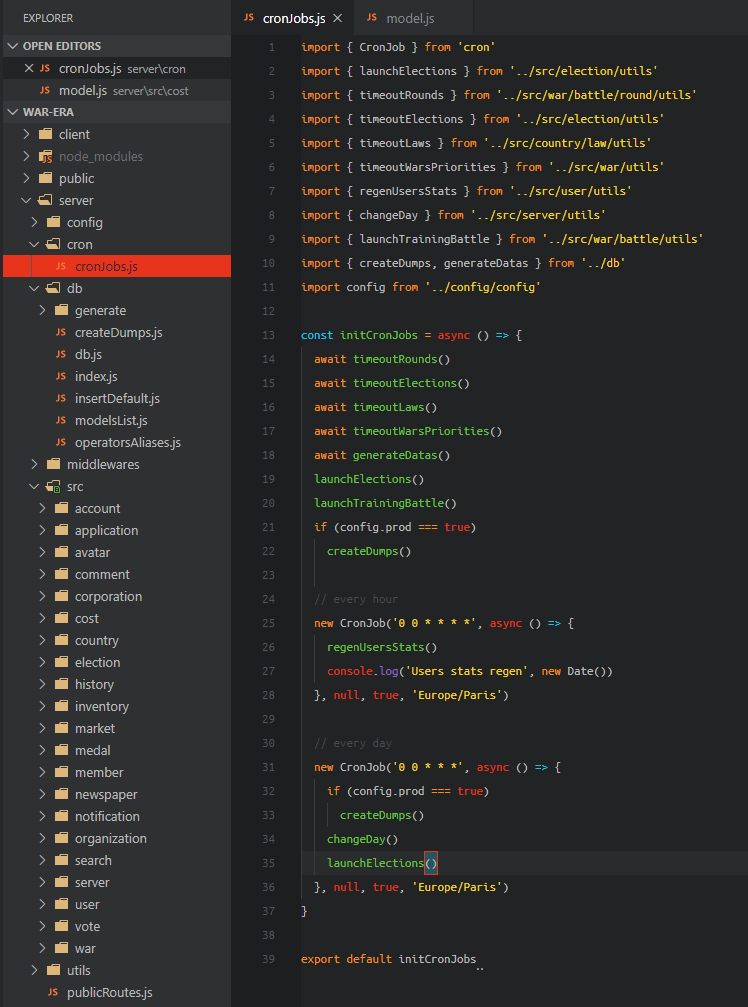 EXPLORER
OPEN EDITORS
JS cronJobs.js server\cron
JS model.js server\src\cost
WAR-ERA
client
node_modules
public
server
config
cron
JS cronJobs.js
db
generate
JS createDumps.js
JS db.js
JS index.js
JS insertDefault.js
JS modelsList.js
JS operatorsAliases.js
middlewares
src
account
application
avatar
comment
corporation
cost
country
election
history
inventory
market
medal
member
newspaper
notification
organization
search
server
user
vote
war
utils
JS publicRoutes.js
JS cronJobs.js JS model.js
1 import { CronJob } from 'cron'
2 import { launchElections } from '../src/election/utils'
3 import { timeoutRounds } from '../src/war/battle/round/utils'
4 import { timeoutElections } from '../src/election/utils'
5 import { timeoutLaws } from '../src/country/law/utils'
6 import { timeoutWarsPriorities } from '../src/war/utils'
7 import { regenUsersStats } from '../src/user/utils'
8 import { changeDay } from '../src/server/utils'
9 import { launchTrainingBattle } from '../src/war/battle/utils'
10 import { createDumps, generateDatas } from '../db'
11 import config from '../config/config'
12
13 const initCronJobs = async () => {
14 await timeoutRounds()
15 await timeoutElections()
16 await timeoutLaws()
17 await timeoutWarsPriorities()
18 await generateDatas()
19 launchElections()
20 launchTrainingBattle()
21 if (config.prod === true)
22 createDumps()
23
24 // every hour
25 new CronJob('0 0 * * * *', async () => {
26 regenUsersStats()
27 console.log('Users stats regen', new Date())
28 }, null, true, 'Europe/Paris')
29
30 // every day
31 new CronJob('0 0 * * *', async () => {
32 if (config.prod === true)
33 createDumps()
34 changeDay()
35 launchElections()
36 }, null, true, 'Europe/Paris')
37 }
38
39 export default initCronJobs